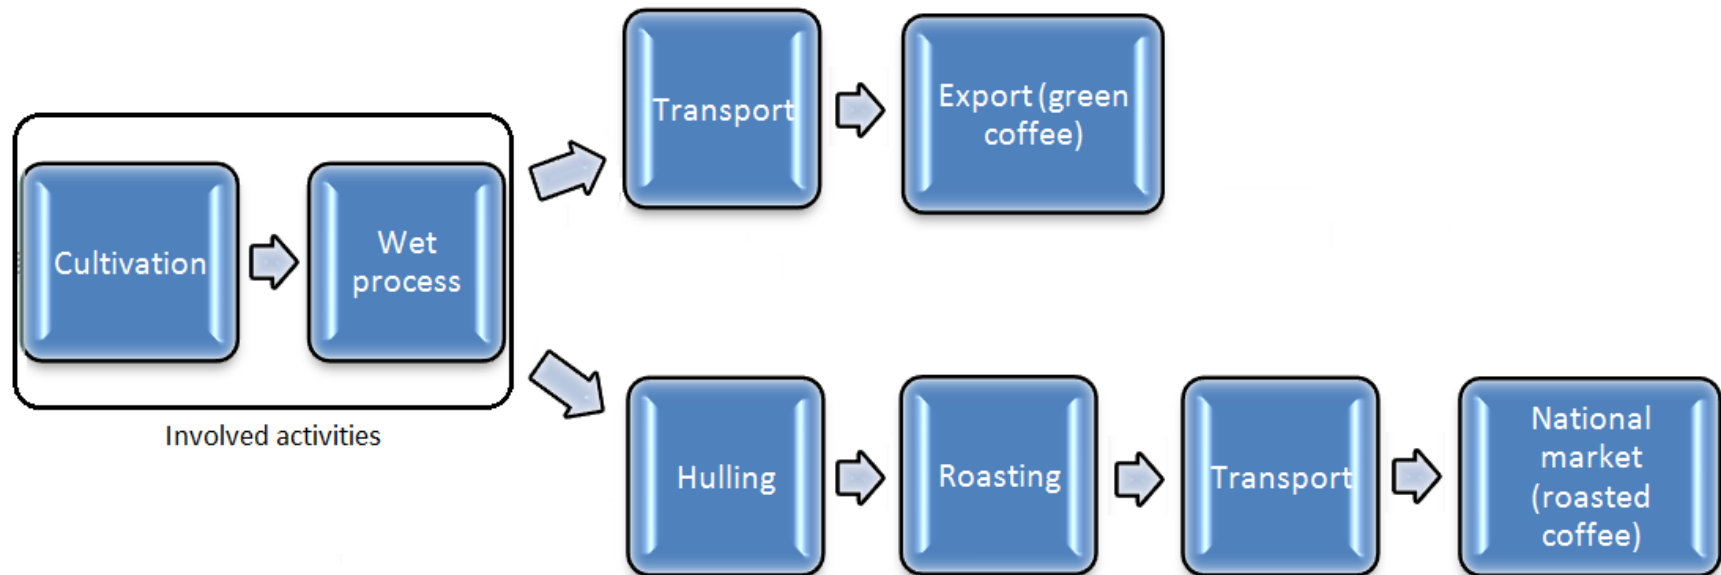 Cultivation
Wet
process
Involved activities
Transport
Export (green
coffee)
Hulling
Roasting
Transport
National
market
(roasted
coffee)